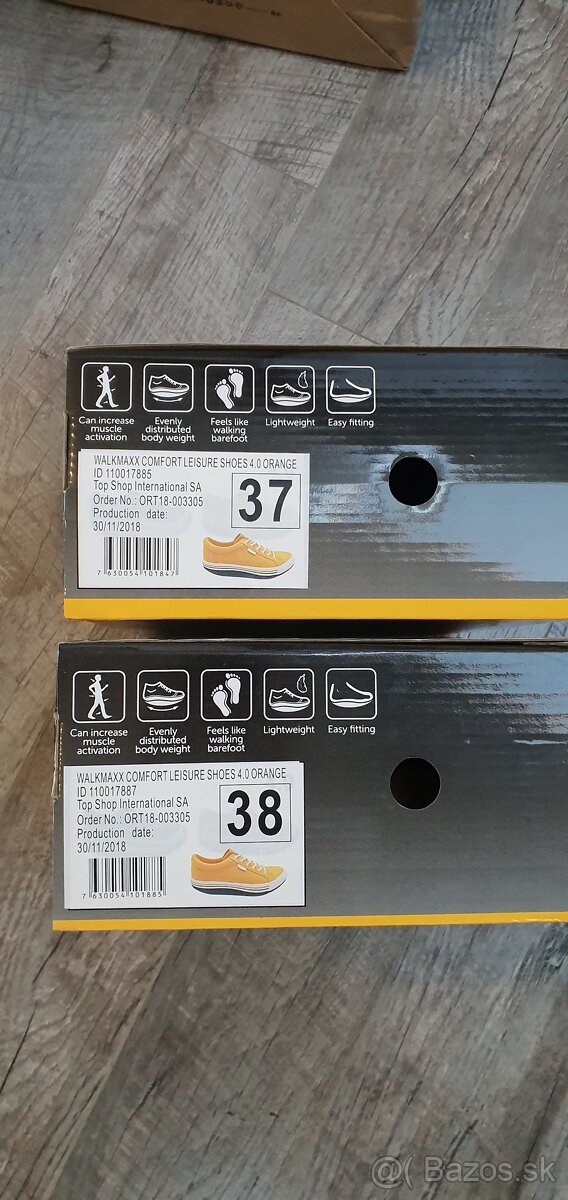 Can increase
muscle
activation
Evenly
distributed
body weight
Feels like
walking
barefoot
Lightweight
Easy fitting
WALKMAXX COMFORT LEISURE SHOES 4.0 ORANGE
ID 110017885
Top Shop International SA
Order No.: ORT18-003305
Production date:
30/11/2018
37
7 630054 101847
Can increase
muscle
activation
Evenly
distributed
body weight
Feels like
walking
barefoot
Lightweight
Easy fitting
WALKMAXX COMFORT LEISURE SHOES 4.0 ORANGE
ID 110017887
Top Shop International SA
Order No.: ORT18-003305
Production date:
30/11/2018
38
7 630054 101885
@( Bazos.sk